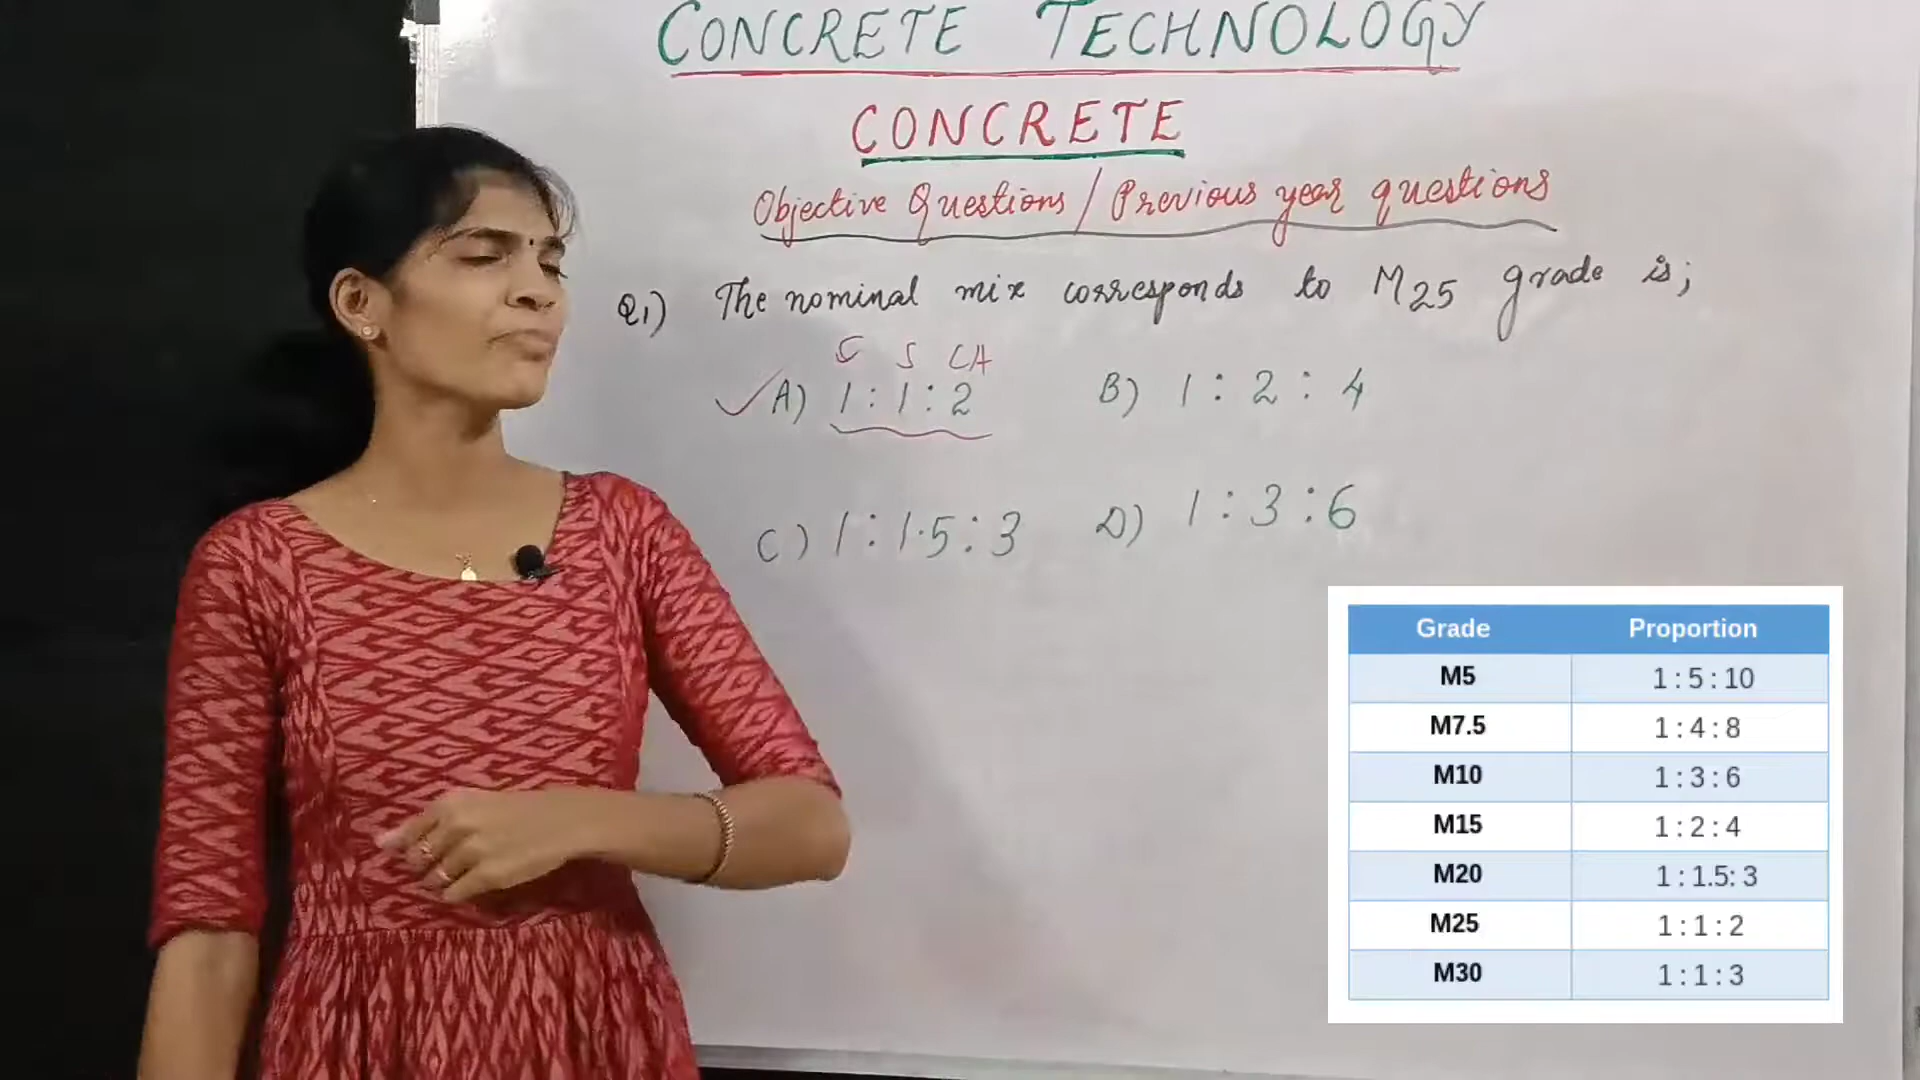 CONCRETE TECHNOLOGY
CONCRETE
Objective Questions / Previous year questions
Q1) The nominal mix corresponds to M25 grade is;
C S CA
A) 1 : 1 : 2 B) 1 : 2 : 4
C) 1 : 1.5 : 3 D) 1 : 3 : 6
Grade Proportion
M5 1 : 5 : 10
M7.5 1 : 4 : 8
M10 1 : 3 : 6
M15 1 : 2 : 4
M20 1 : 1.5: 3
M25 1 : 1 : 2
M30 1 : 1 : 3